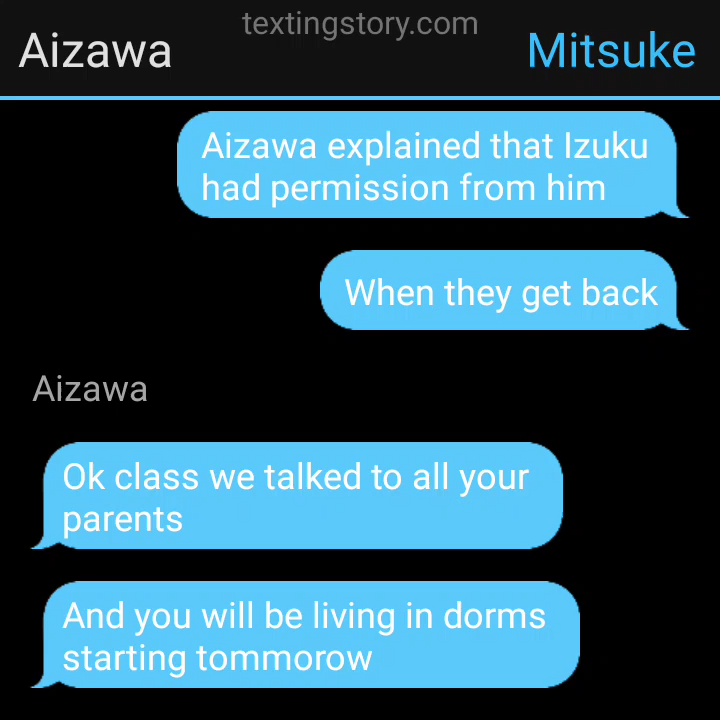 textingstory.com
Aizawa
Mitsuke
Aizawa explained that Izuku
had permission from him
When they get back
Aizawa
Ok class we talked to all your
parents
And you will be living in dorms
starting tommorow